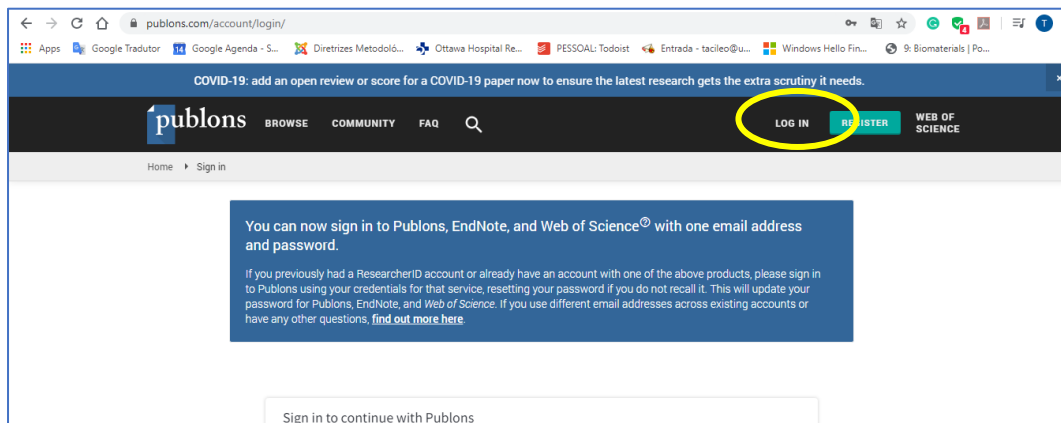 publons.com/account/login/
Apps Google Tradutor 14 Google Agenda - S... Diretrizes Metodoló... Ottawa Hospital Re... PESSOAL: Todoist Entrada - tacileo@u... Windows Hello Fin... 9: Biomaterials | Po...
4 T
COVID-19: add an open review or score for a COVID-19 paper now to ensure the latest research gets the extra scrutiny it needs.
publons BROWSE COMMUNITY FAQ LOG IN REGISTER WEB OF
SCIENCE
Home Sign in
You can now sign in to Publons, EndNote, and Web of Science? with one email address
and password.
If you previously had a ResearcherID account or already have an account with one of the above products, please sign in
to Publons using your credentials for that service, resetting your password if you do not recall it. This will update your
password for Publons, EndNote, and Web of Science. If you use different email addresses across existing accounts or
have any other questions, find out more here.
Sign in to continue with Publons